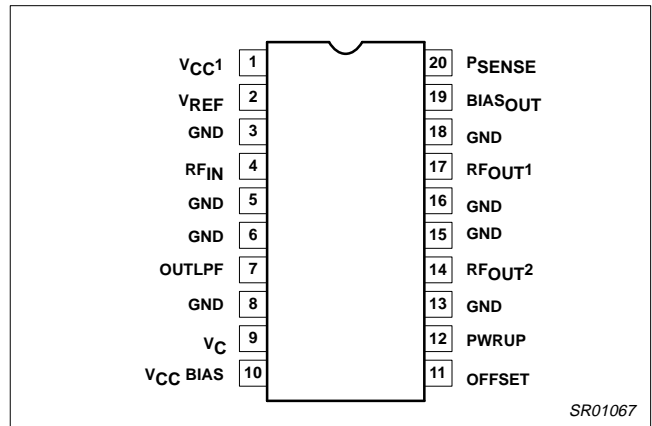 VCC1 1 20 PSENSE
VREF 2 19 BIASOUT
GND 3 18 GND
RFIN 4 17 RFOUT1
GND 5 16 GND
GND 6 15 GND
OUTLPF 7 14 RFOUT2
GND 8 13 GND
VC 9 12 PWRUP
VCC BIAS 10 11 OFFSET
SR01067